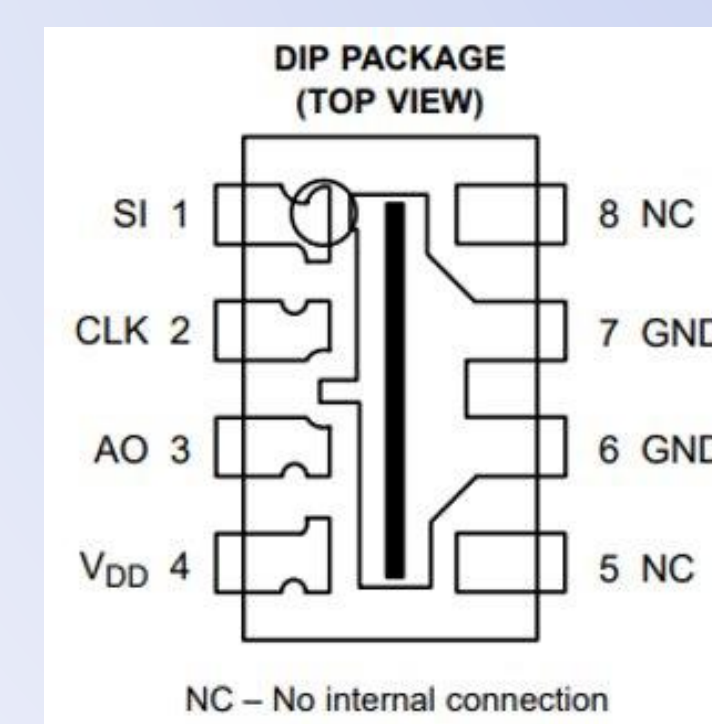 DIP PACKAGE
(TOP VIEW)
SI 1
8 NC
CLK 2
7 GND
AO 3
6 GND
VDD 4
5 NC
NC – No internal connection